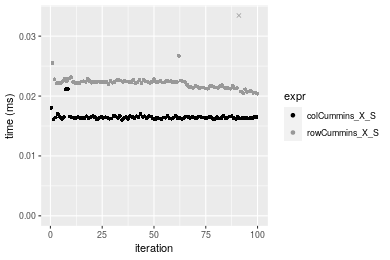 0.03
0.02
0.01
0.00
0
25
50
75
100
time (ms)
iteration
expr
colCummins_X_S
rowCummins_X_S